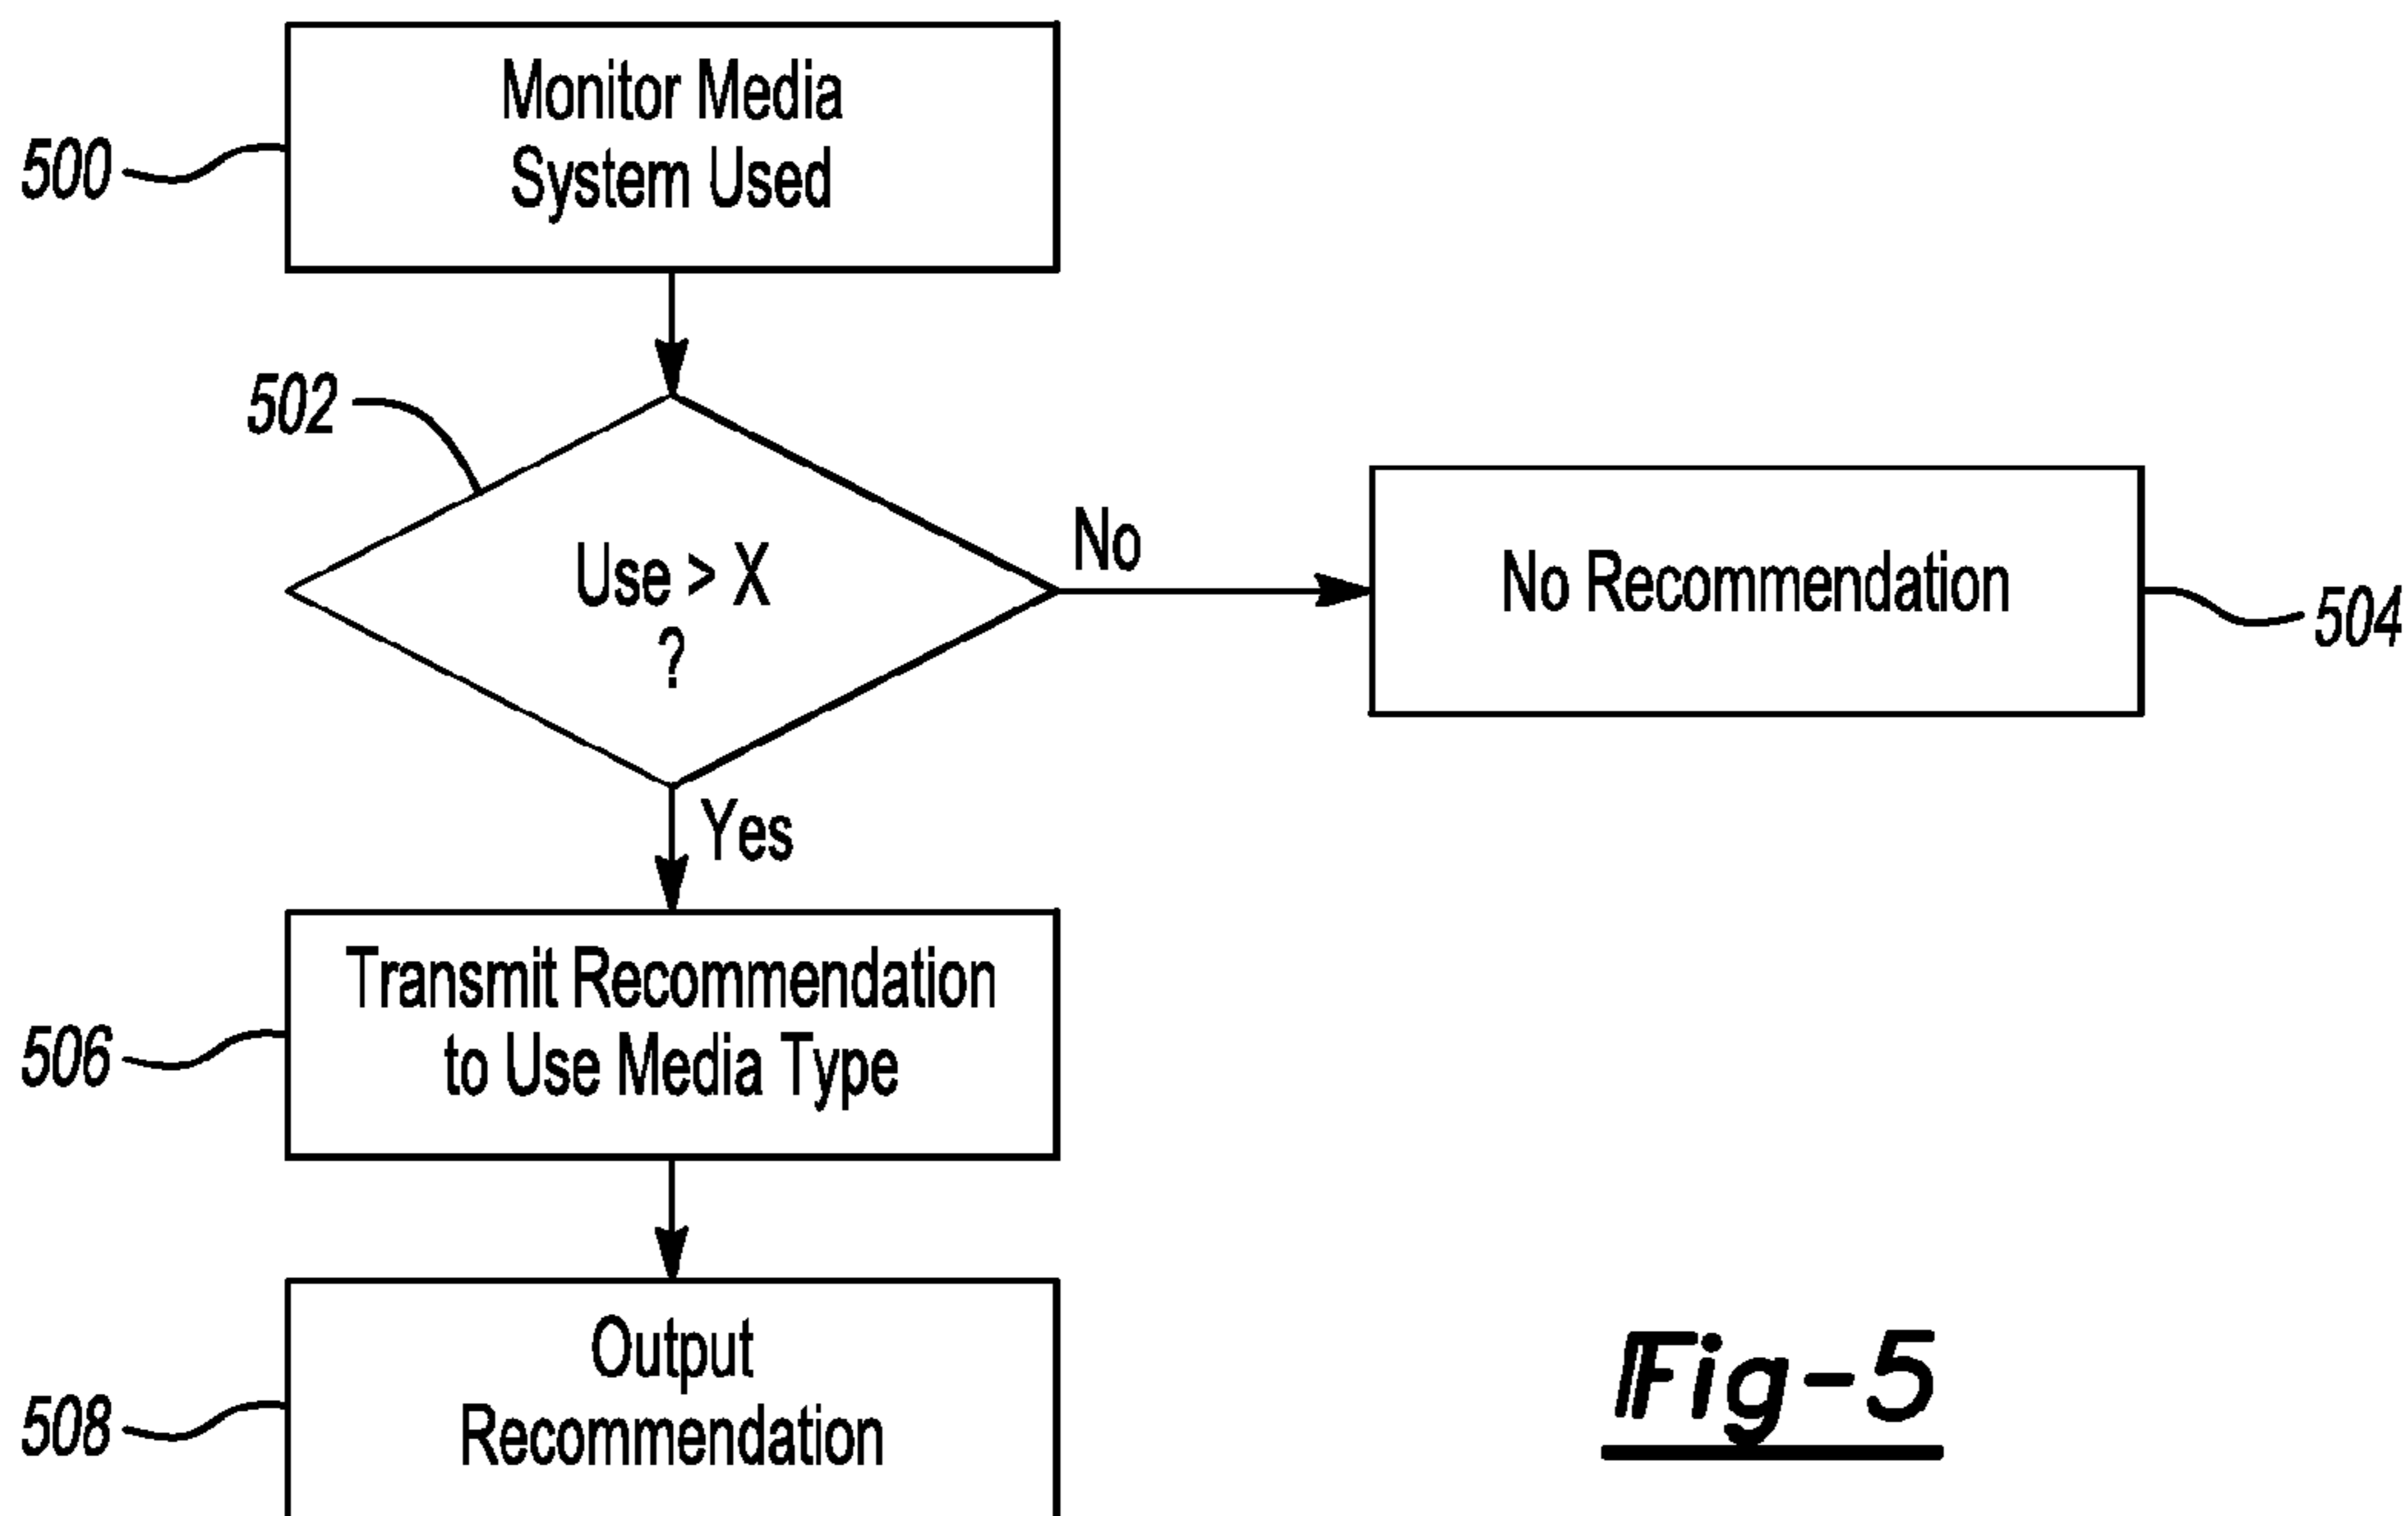 Monitor Media
System Used
500
502
Use > X
?
No
No Recommendation
504
Yes
Transmit Recommendation
to Use Media Type
506
Output
Recommendation
508
Fig-5